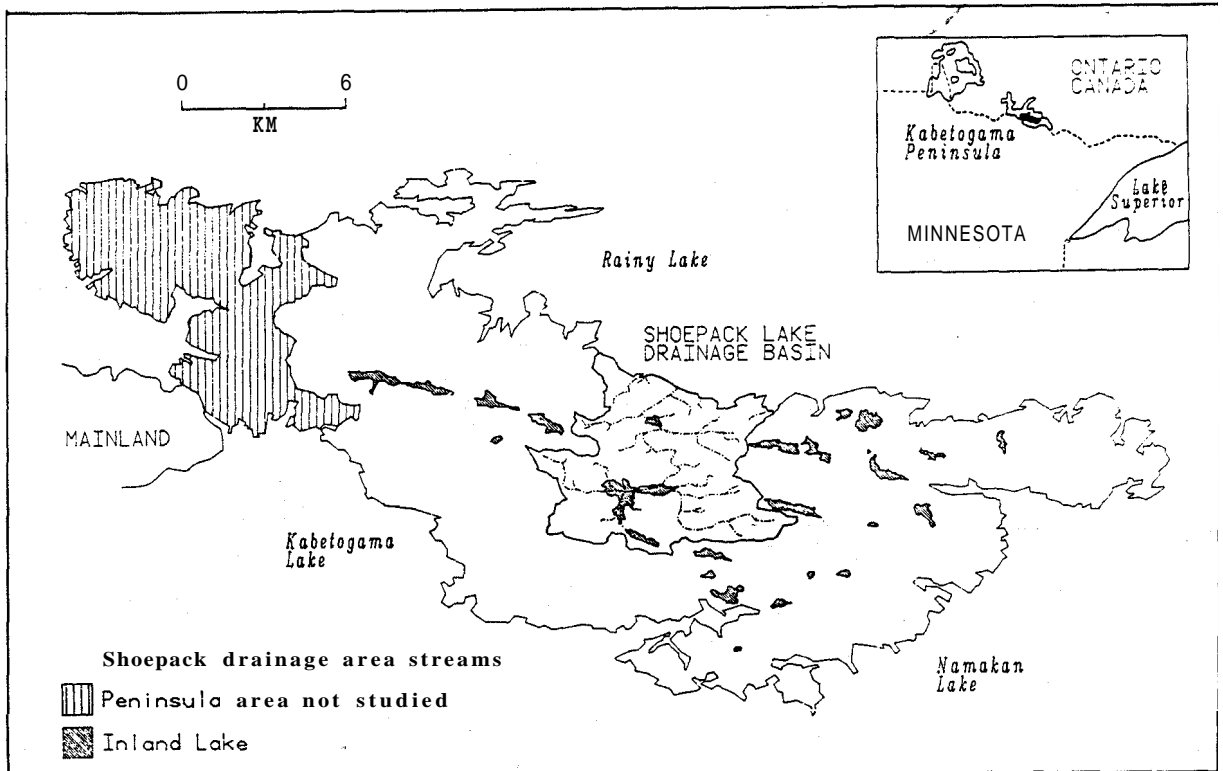 0 6
KM
ONTARIO
CANADA
Kabetogama
Peninsula
Lake
Superior
MINNESOTA
Rainy Lake
SHOEPACK LAKE
DRAINAGE BASIN
MAINLAND
Kabetogama
Lake
Namakan
Lake
Shoepack drainage area streams
Peninsula area not studied
Inland Lake